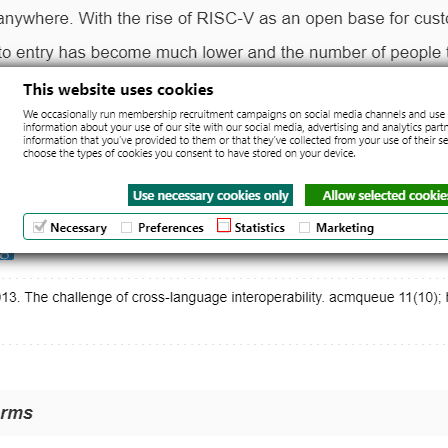 anywhere. With the rise of RISC-V as an open base for
to entry has become much lower and the number of people
This website uses cookies
We occasionally run membership recruitment campaigns on social media channels and use
information about your use of our site with our social media, advertising and analytics
information that you've provided to them or that they've collected from your use of their
choose the types of cookies you consent to have stored on your device.
Use necessary cookies only
Allow selected
Necessary
Preferences
Statistics
Marketing
13. The challenge of cross-language interoperability. acmqueue 11(10);